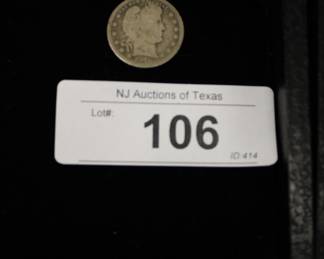 NJ Auctions of Texas
Lot#:
106
ID:414